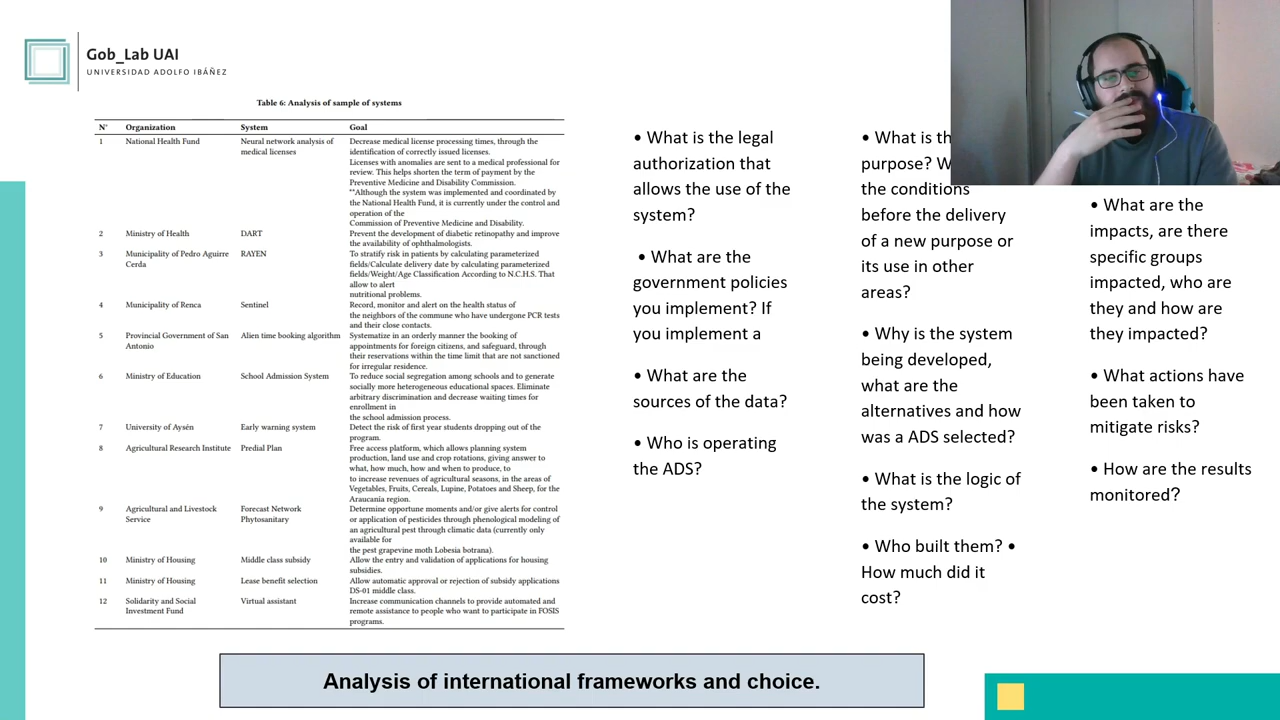 Gob_Lab UAI
UNIVERSIDAD ADOLFO IBÁÑEZ
Table 6: Analysis of sample of systems
N° Organization System Goal
1 National Health Fund Neural network analysis of medical licenses Decrease medical license processing times, through the
identification of correctly issued licenses.
Licenses with anomalies are sent to a medical professional for
review. This helps shorten the term of payment by the
Preventive Medicine and Disability Commission.
**Although the system was implemented and coordinated by
the National Health Fund, it is currently under the control and
operation of the
Commission of Preventive Medicine and Disability.
2 Ministry of Health DART Prevent the development of diabetic retinopathy and improve
the availability of ophthalmologists.
3 Municipality of Pedro Aguirre Cerda RAYEN To stratify risk in patients by calculating parameterized
fields/Calculate delivery date by calculating parameterized
fields/Weight/Age Classification According to N.C.H.S. That
allow to alert
nutritional problems.
4 Municipality of Renca Sentinel Record, monitor and alert on the health status of
the neighbors of the commune who have undergone PCR tests
and their close contacts.
5 Provincial Government of San Antonio Alien time booking algorithm Systematize in an orderly manner the booking of
appointments for foreign citizens, and safeguard, through
their reservations within the time limit that are not sanctioned
for irregular residence.
6 Ministry of Education School Admission System To reduce social segregation among schools and to generate
socially more heterogeneous educational spaces. Eliminate
arbitrary discrimination and decrease waiting times for
enrollment in
the school admission process.
7 University of Aysén Early warning system Detect the risk of first year students dropping out of the
program.
8 Agricultural Research Institute Predial Plan Free access platform, which allows planning system
production, land use and crop rotations, giving answer to
what, how much, how and when to produce, to
to increase revenues of agricultural seasons, in the areas of
Vegetables, Fruits, Cereals, Lupine, Potatoes and Sheep, for the
Araucanía region.
9 Agricultural and Livestock Service Forecast Network Phytosanitary Determine opportune moments and/or give alerts for control
or application of pesticides through phenological modeling of
an agricultural pest through climatic data (currently only
available for
the pest grapevine moth Lobesia botrana).
10 Ministry of Housing Middle class subsidy Allow the entry and validation of applications for housing
subsidies.
11 Ministry of Housing Lease benefit selection Allow automatic approval or rejection of subsidy applications
DS-01 middle class.
12 Solidarity and Social Investment Fund Virtual assistant Increase communication channels to provide automated and
remote assistance to people who want to participate in FOSIS
programs.
• What is the legal
authorization that
allows the use of the
system?
• What are the
government policies
you implement? If
you implement a
• What are the
sources of the data?
• Who is operating
the ADS?
• What is
purpose?
the conditions
before the delivery
of a new purpose or
its use in other
areas?
• Why is the system
being developed,
what are the
alternatives and how
was a ADS selected?
• What is the logic of
the system?
• Who built them? •
How much did it
cost?
• What are the
impacts, are there
specific groups
impacted, who are
they and how are
they impacted?
• What actions have
been taken to
mitigate risks?
• How are the results
monitored?
Analysis of international frameworks and choice.